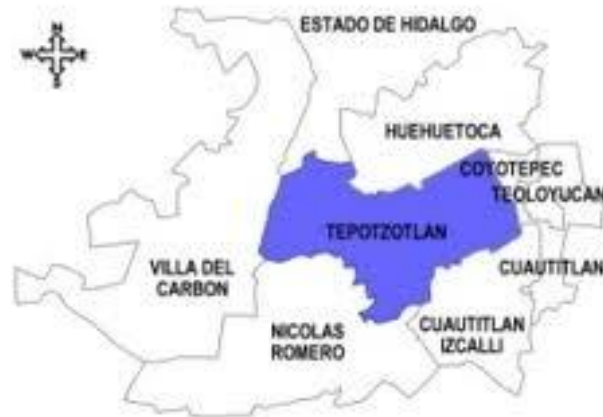 N
W E
S
ESTADO DE HIDALGO
HUEHUETOCA
COYOTEPEC
TEOLOYUCAN
TEPOTZOTLAN
CUAUTITLAN
VILLA DEL
CARBON
NICOLAS
ROMERO
CUAUTITLAN
IZCALLI